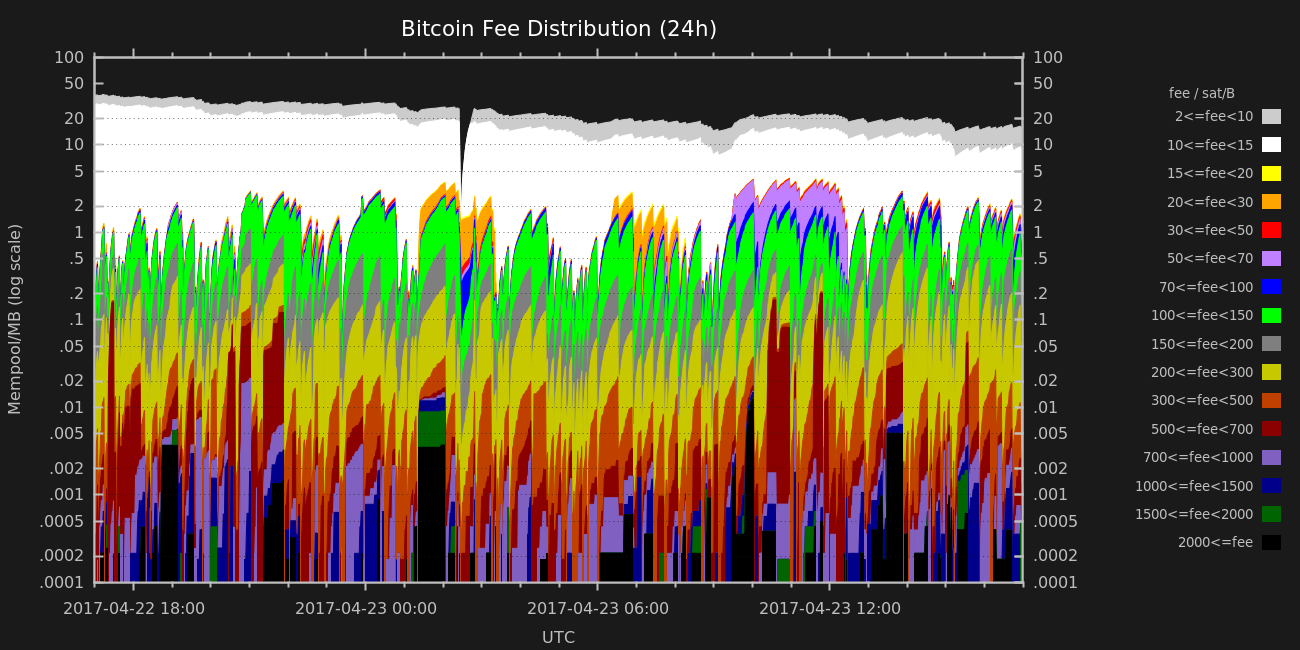 Bitcoin Fee Distribution (24h)
Mempool/MB (log scale)
100
50
20
10
5
2
1
.5
.2
.1
.05
.02
.01
.005
.002
.001
.0005
.0002
.0001
100
50
20
10
5
2
1
.5
.2
.1
.05
.02
.01
.005
.002
.001
.0005
.0002
.0001
2017-04-22 18:00
2017-04-23 00:00
2017-04-23 06:00
2017-04-23 12:00
UTC
fee / sat/B
2<=fee<10
10<=fee<15
15<=fee<20
20<=fee<30
30<=fee<50
50<=fee<70
70<=fee<100
100<=fee<150
150<=fee<200
200<=fee<300
300<=fee<500
500<=fee<700
700<=fee<1000
1000<=fee<1500
1500<=fee<2000
2000<=fee